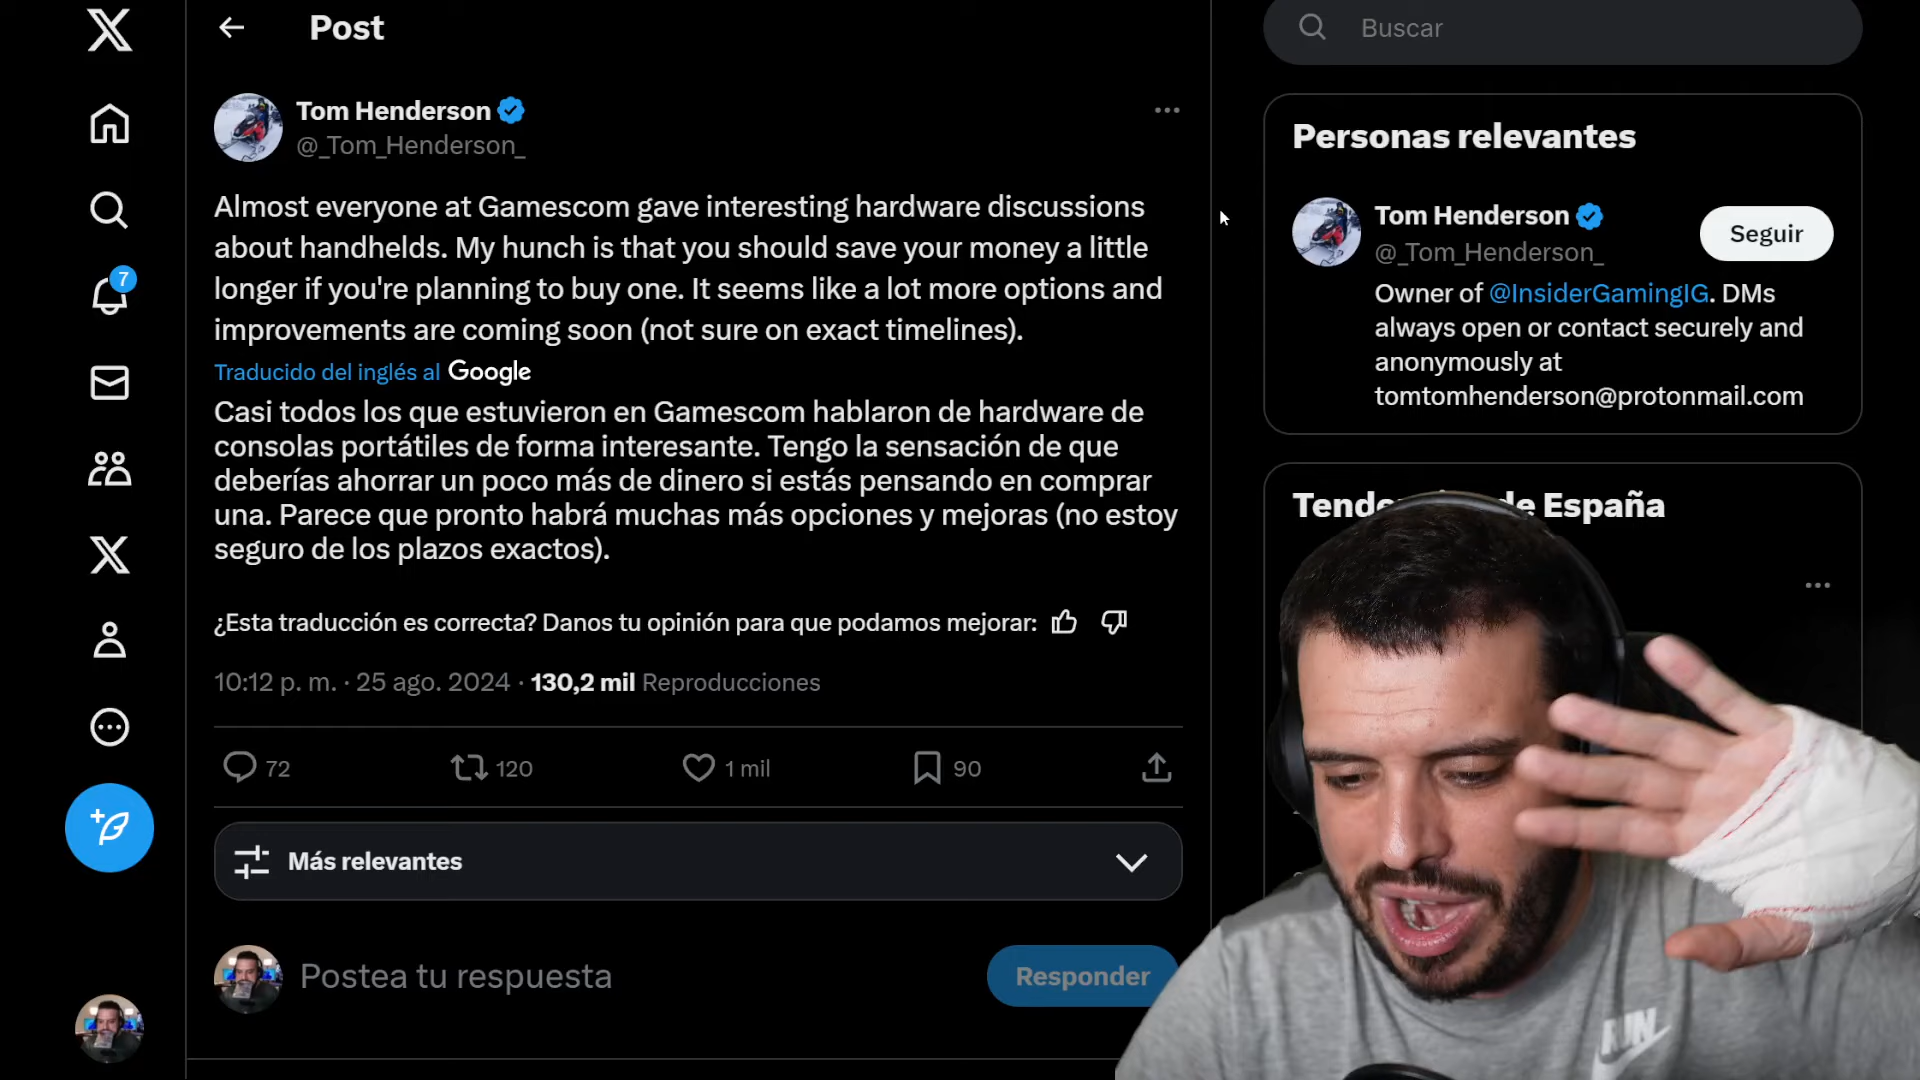 Post
Buscar
Tom Henderson
@_Tom_Henderson_
Almost everyone at Gamescom gave interesting hardware discussions
about handhelds. My hunch is that you should save your money a little
longer if you're planning to buy one. It seems like a lot more options and
improvements are coming soon (not sure on exact timelines).
Traducido del inglés al Google
Casi todos los que estuvieron en Gamescom hablaron de hardware de
consolas portátiles de forma interesante. Tengo la sensación de que
deberías ahorrar un poco más de dinero si estás pensando en comprar
una. Parece que pronto habrá muchas más opciones y mejoras (no estoy
seguro de los plazos exactos).
¿Esta traducción es correcta? Danos tu opinión para que podamos mejorar:
10:12 p. m. · 25 ago. 2024 · 130,2 mil Reproducciones
72 120 1 mil 90
Más relevantes
Postea tu respuesta
Responder
7
Personas relevantes
Tom Henderson
@_Tom_Henderson_
Seguir
Owner of @InsiderGamingIG. DMs
always open or contact securely and
anonymously at
tomtomhenderson@protonmail.com
de España
RUN